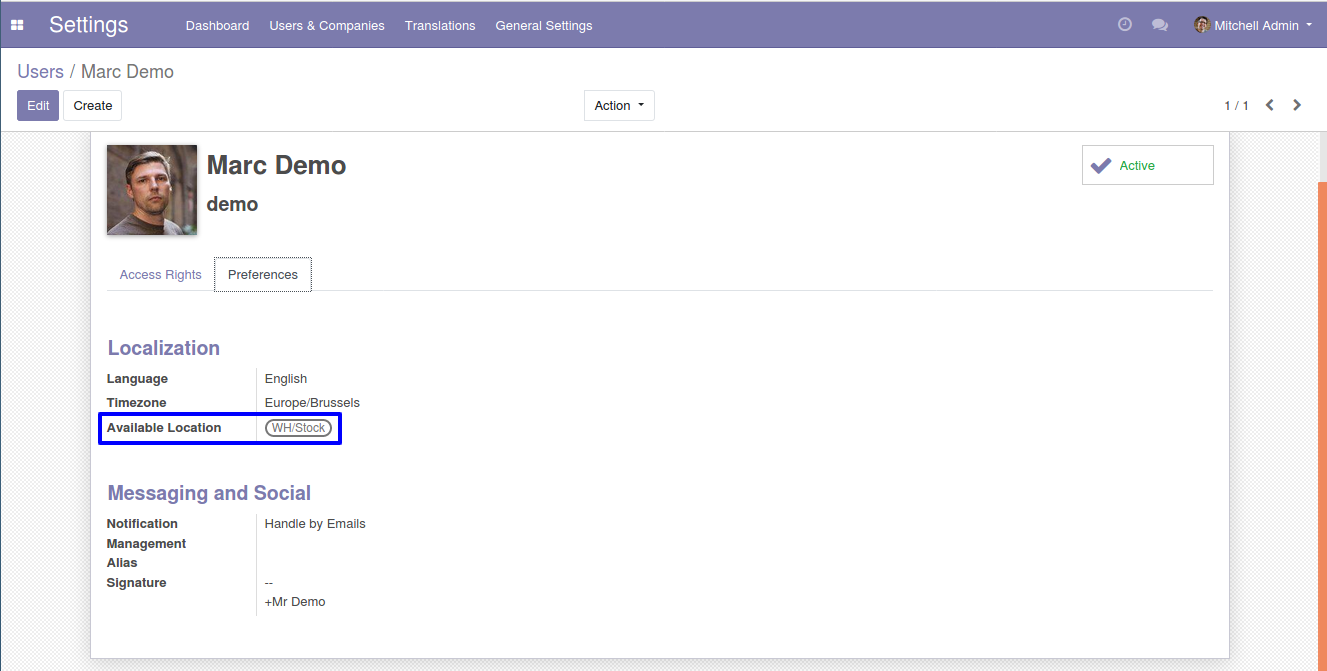 Settings Dashboard Users & Companies Translations General Settings Mitchell Admin
Users / Marc Demo
Edit Create Action 1 / 1
Marc Demo
Active
demo
Access Rights Preferences
Localization
Language English
Timezone Europe/Brussels
Available Location WH/Stock
Messaging and Social
Notification Handle by Emails
Management
Alias
Signature --
+Mr Demo